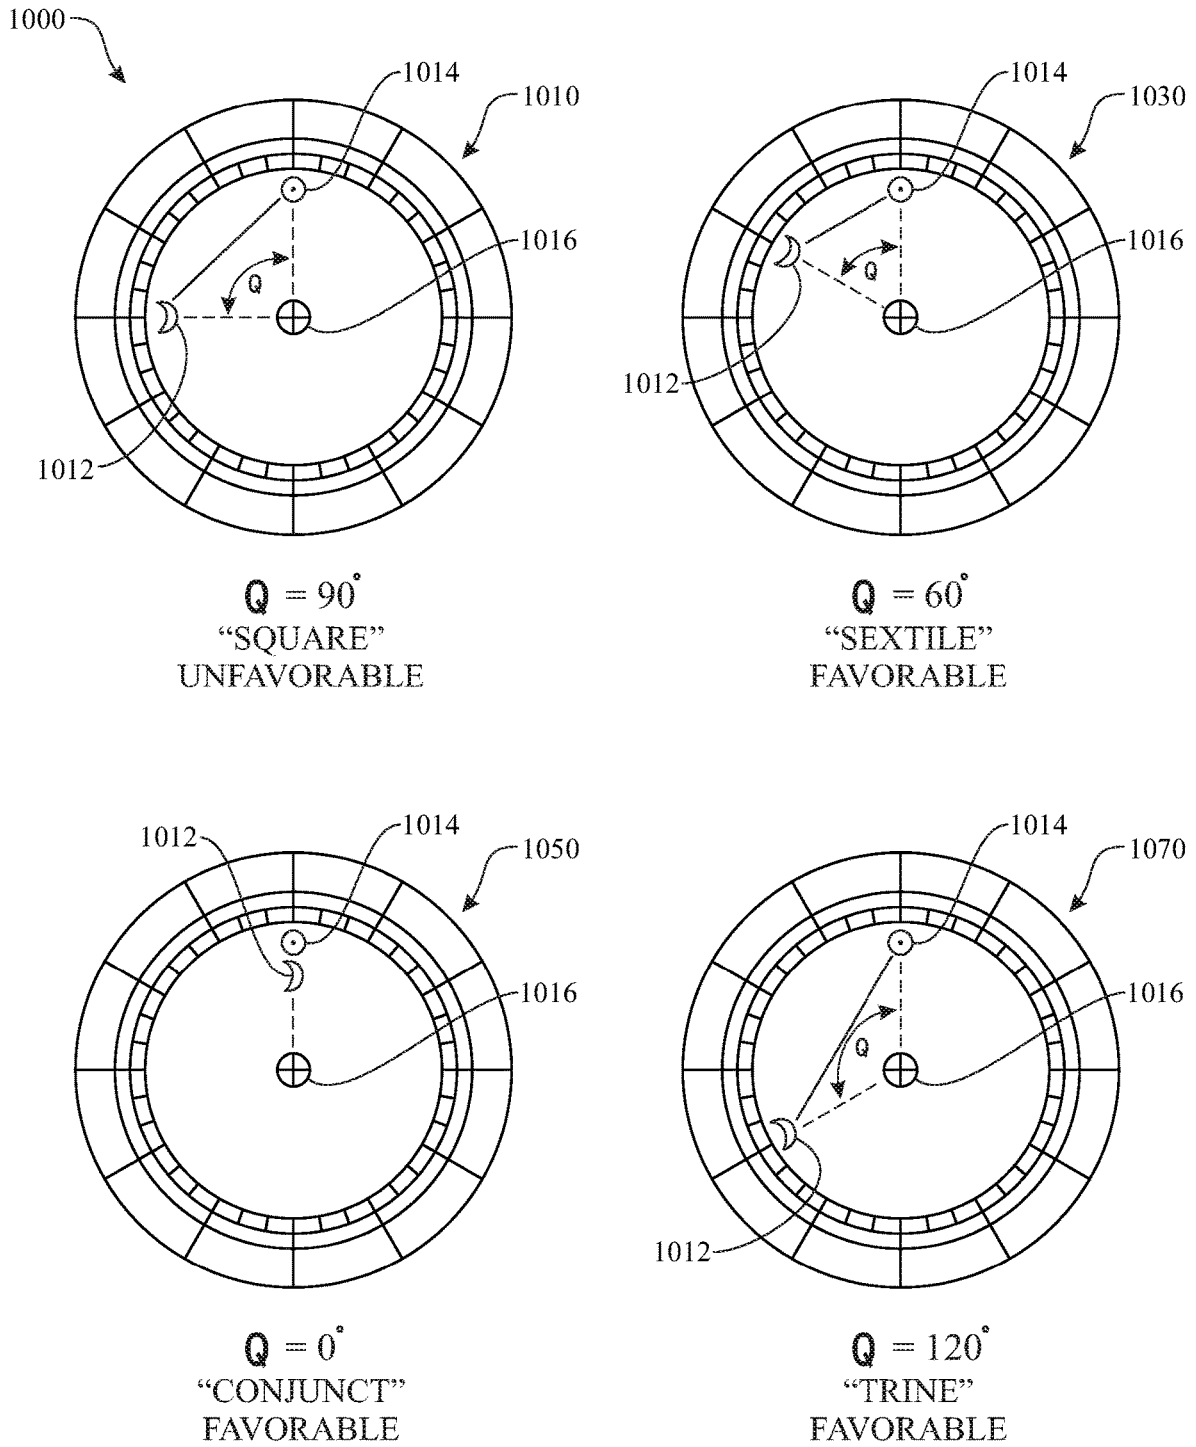 1000
1014
1010
1016
Q
1012
Q = 90°
“SQUARE”
UNFAVORABLE
1014
1030
1016
Q
1012
Q = 60°
“SEXTILE”
FAVORABLE
1012
1014
1050
1016
Q = 0°
“CONJUNCT”
FAVORABLE
1014
1070
1016
Q
1012
Q = 120°
“TRINE”
FAVORABLE